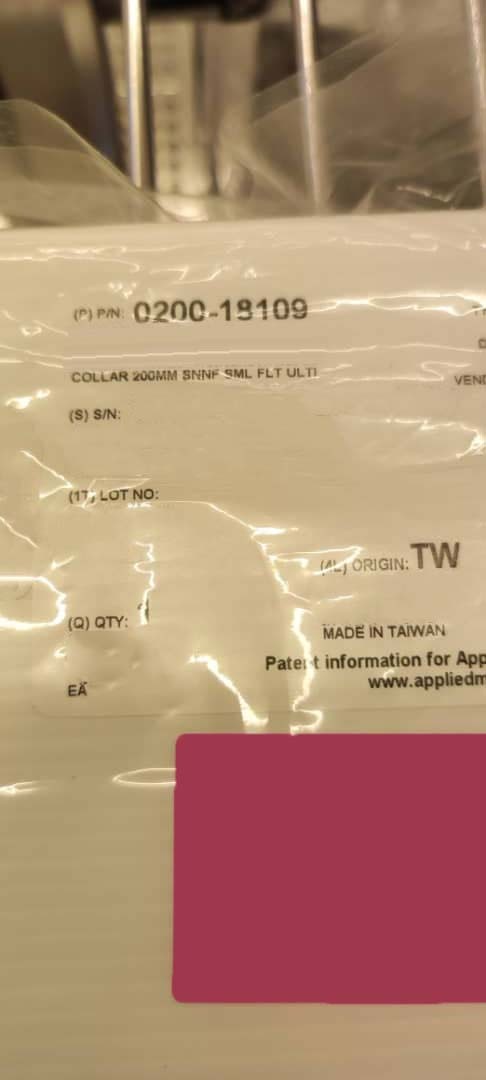 (P) P/N: 0200-18109
COLLAR 200MM SNNF SML FLT ULTI
VEND
(S) S/N:
(1T) LOT NO:
(4L) ORIGIN: TW
(Q) QTY: 1
MADE IN TAIWAN
Patent information for App
www.appliedm
EA